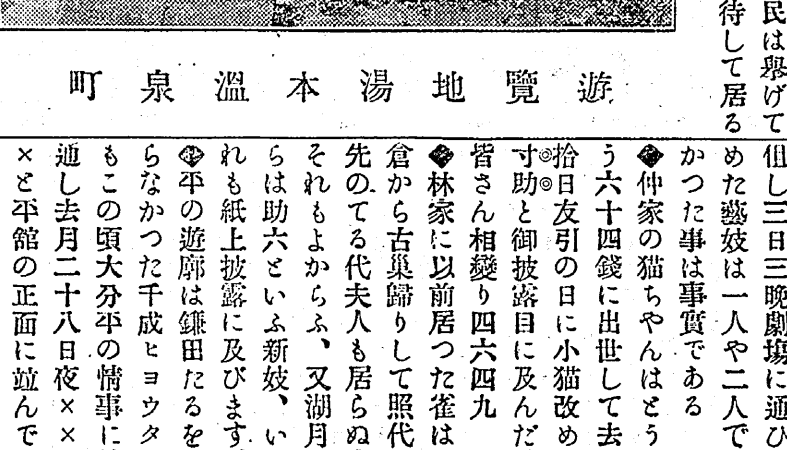 民は擧げて
待して居る
遊覽地湯本溫泉町
但し三日三晩劇場に通ひ
めた藝妓は一人や二人で
かつた事は事實である
◆仲家の猫ちやんはとう
う六十四錢に出世して去
拾日友引の日に小猫改め
寸助と御披露目に及んだ
皆さん相變り四六四九
◆林家に以前居つた雀は
倉から古巢歸りして照代
先のてる代夫人も居らぬ
それもよからふ、又湖月
らは助六といふ新妓、い
れも紙上披露に及びます
◆平の遊廓は鎌田たるを
らなかつた千成ヒヨウタ
もこの頃大分平の情事に
通し去月二十八日夜××
×と平舘の正面に竝んで